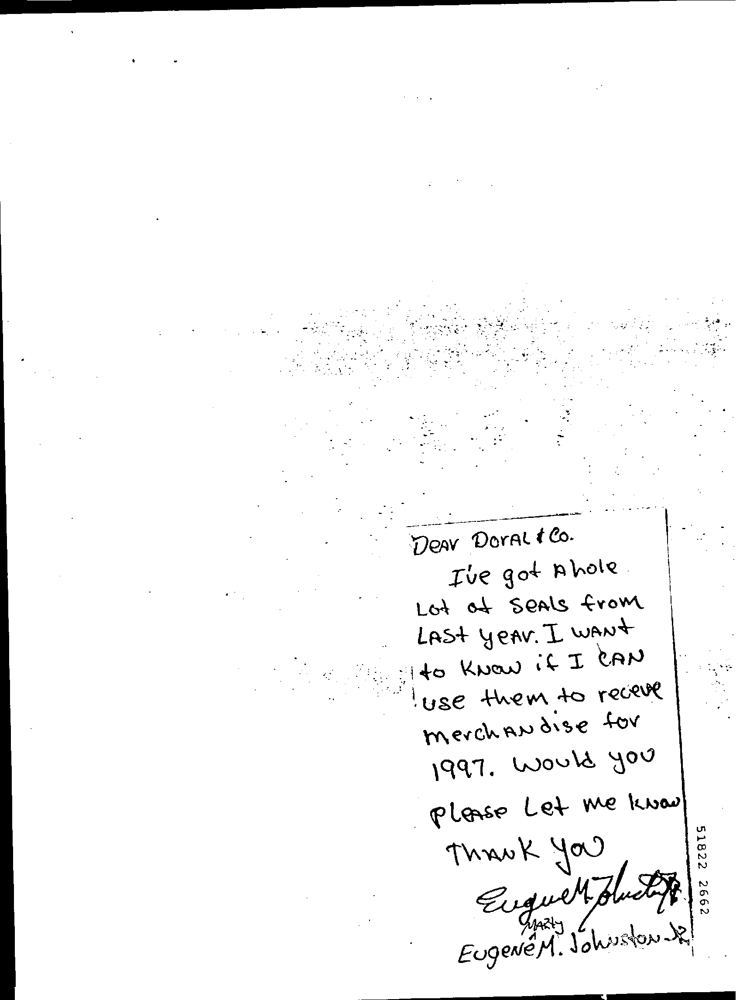 Dear Doral & Co.
I've got A hole
Lot of Seals from
Last year. I want
to know if I can
use them to receve
merchandise for
1997. Would you
please Let me know
Thank you
Eugene M. Johnston Jr
Marty
Eugene M. Johnston Jr.
51822 2662